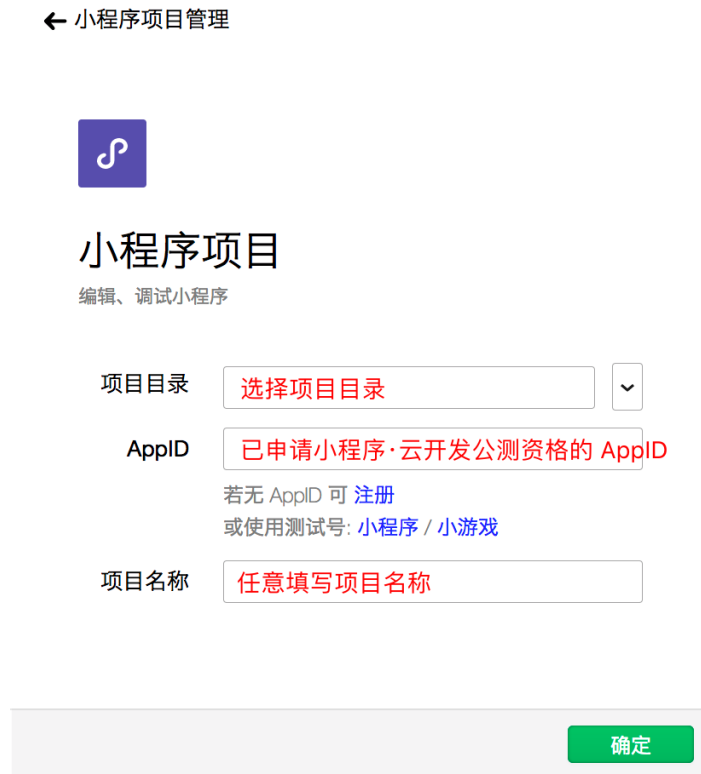 小程序项目管理
小程序项目
编辑、调试小程序
项目目录 选择项目目录
AppID 已申请小程序·云开发公测资格的 AppID
若无 AppID 可 注册
或使用测试号: 小程序 / 小游戏
项目名称 任意填写项目名称
确定